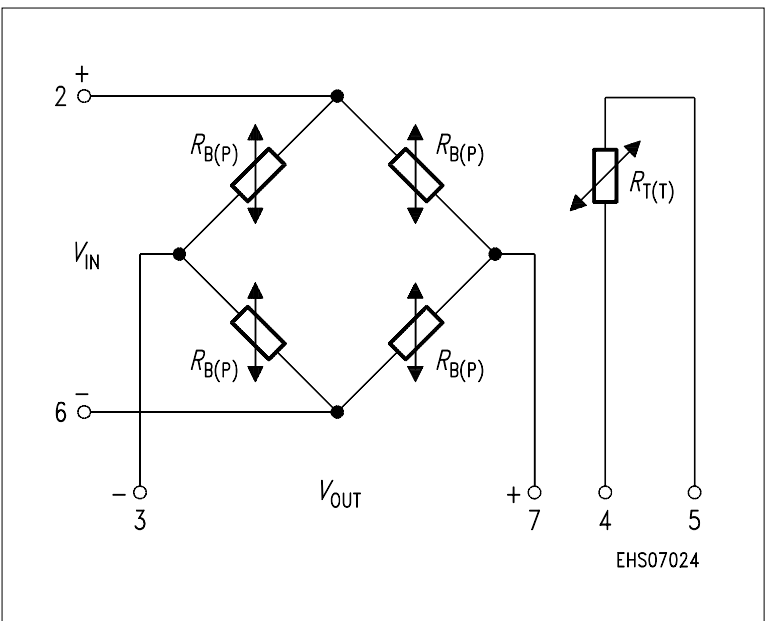 +
2
R_B(P) R_B(P)
R_T(T)
V_IN
R_B(P) R_B(P)
6 −
− V_OUT +
3 7 4 5
EHS07024